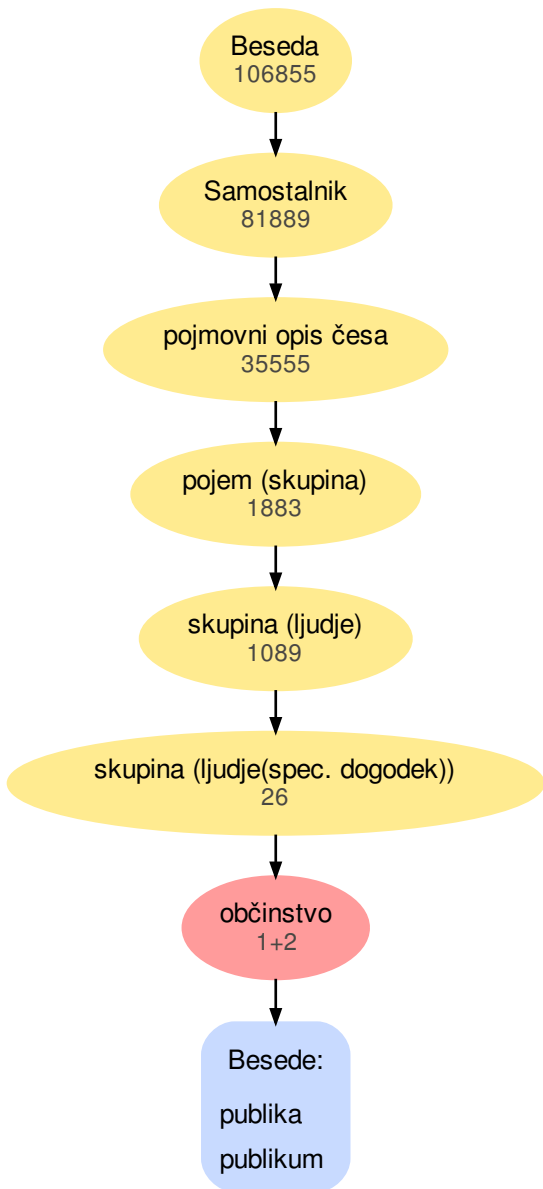 Beseda
106855
Samostalnik
81889
pojmovni opis česa
35555
pojem (skupina)
1883
skupina (ljudje)
1089
skupina (ljudje(spec. dogodek))
26
občinstvo
1+2
Besede:
publika
publikum